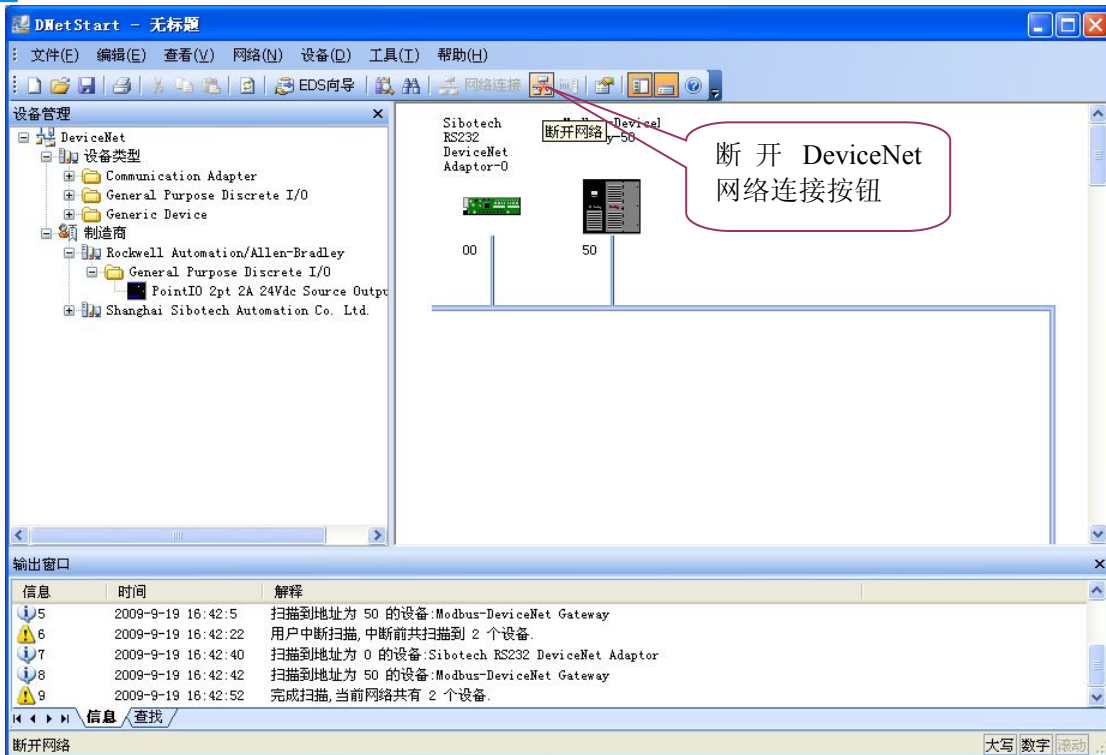 DNetStart - 无标题
文件(F) 编辑(E) 查看(V) 网络(N) 设备(D) 工具(T) 帮助(H)
EDS向导 网络连接
设备管理
DeviceNet
设备类型
Communication Adapter
General Purpose Discrete I/O
Generic Device
制造商
Rockwell Automation/Allen-Bradley
General Purpose Discrete I/O
PointIO 2pt 2A 24Vdc Source Outpu
Shanghai Sibotech Automation Co. Ltd.
Sibotech
RS232
DeviceNet
Adaptor-0
00
y-50
50
断开网络
断 开 DeviceNet
网络连接按钮
输出窗口
信息 时间 解释
5 2009-9-19 16:42:5 扫描到地址为 50 的设备:Modbus-DeviceNet Gateway
6 2009-9-19 16:42:22 用户中断扫描,中断前共扫描到 2 个设备.
7 2009-9-19 16:42:40 扫描到地址为 0 的设备:Sibotech RS232 DeviceNet Adaptor
8 2009-9-19 16:42:42 扫描到地址为 50 的设备:Modbus-DeviceNet Gateway
9 2009-9-19 16:42:52 完成扫描,当前网络共有 2 个设备.
信息 查找
断开网络 大写 数字 滚动